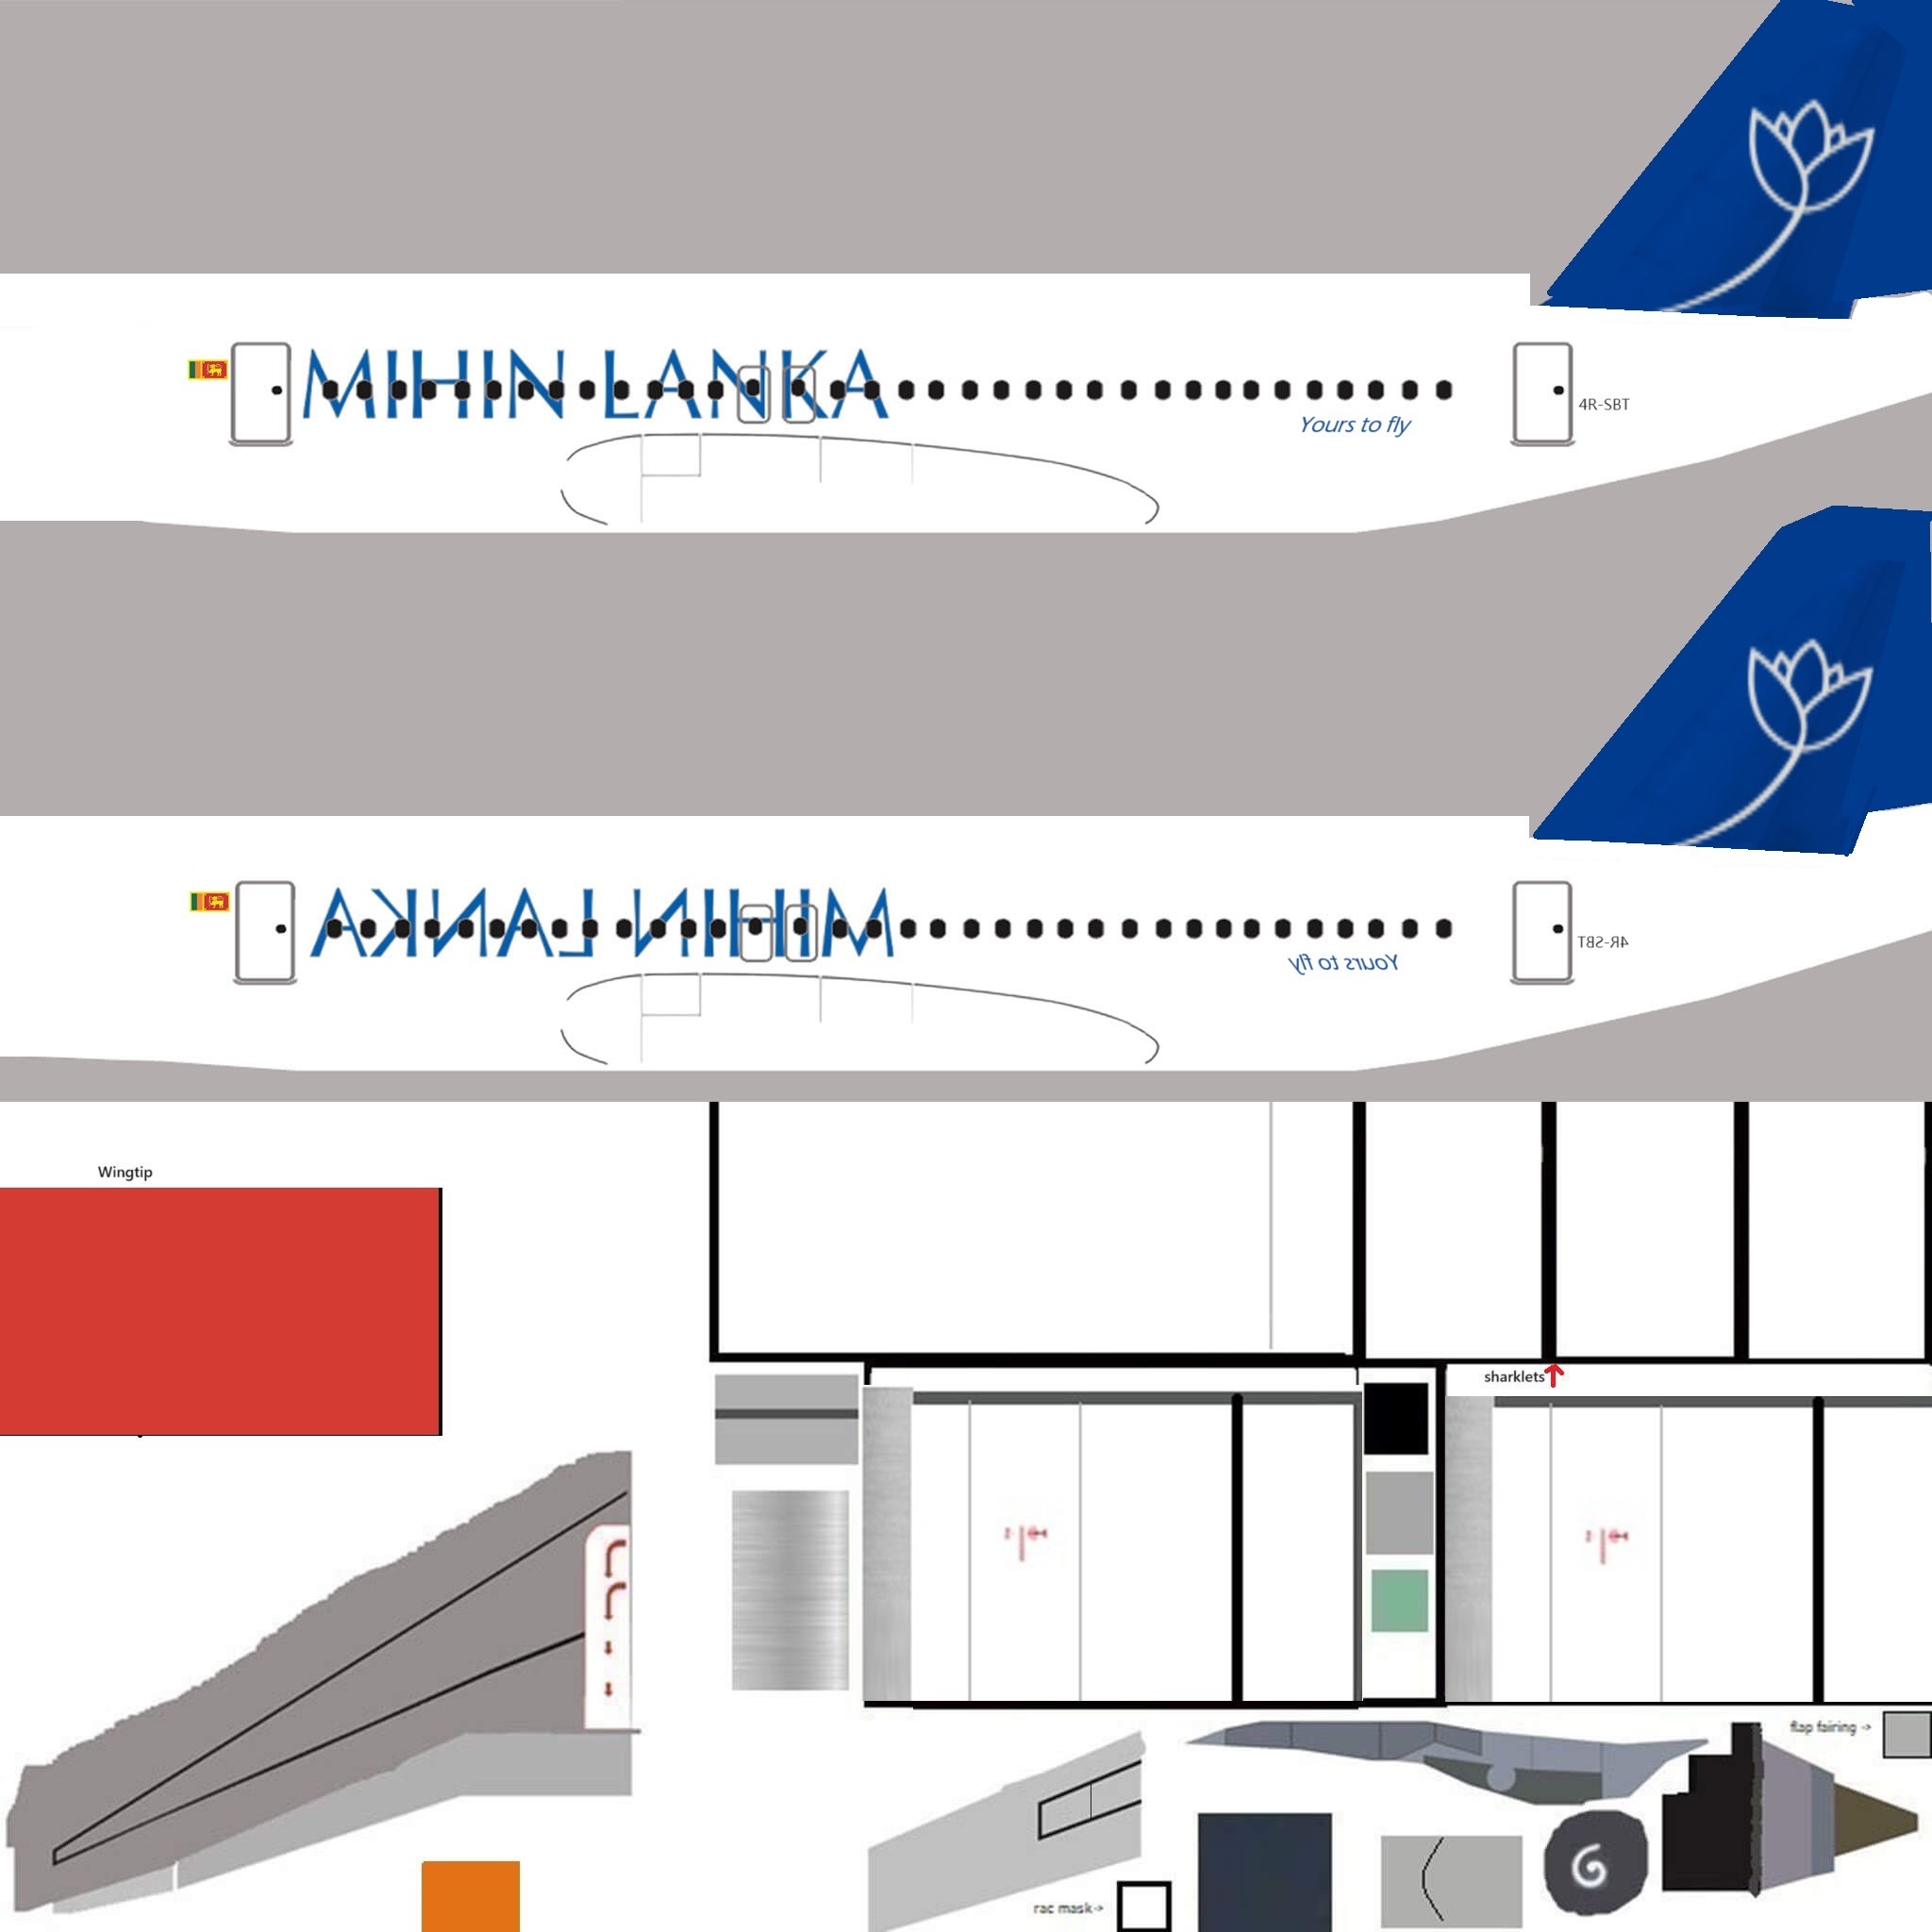 MIHIN LANKA
4R-SBT
Yours to fly
MIHIN LANKA
4R-SBT
Yours to fly
Wingtip
sharklets
flap fairing ->
rac mask->